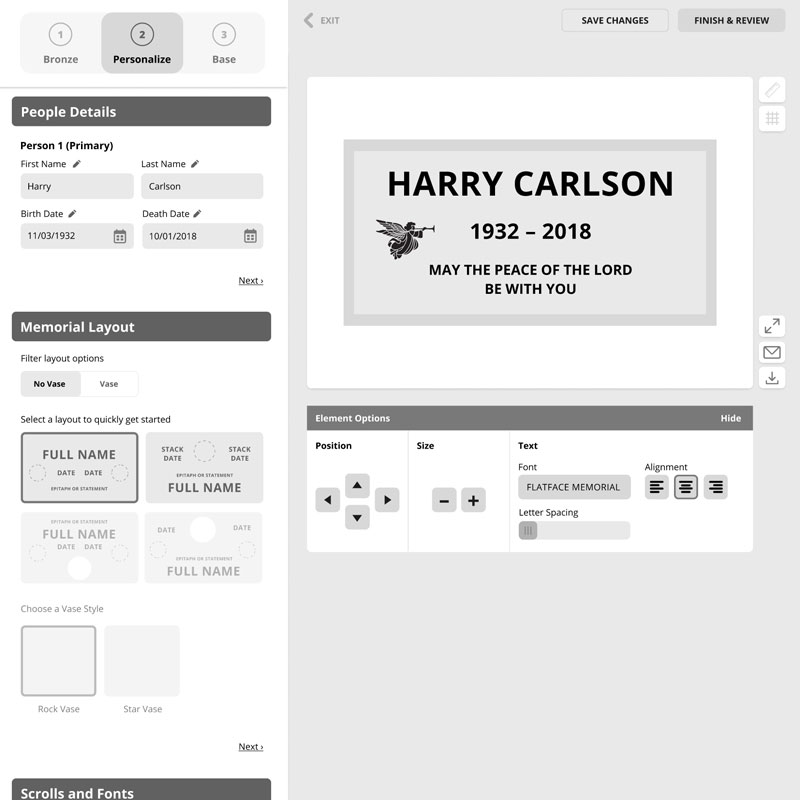 1 2 3
Bronze Personalize Base
People Details
Person 1 (Primary)
First Name Last Name
Harry Carlson
Birth Date Death Date
11/03/1932 10/01/2018
Next ›
Memorial Layout
Filter layout options
No Vase Vase
Select a layout to quickly get started
FULL NAME
DATE DATE
EPITAPH OR STATEMENT
STACK DATE STACK DATE
EPITAPH OR STATEMENT
FULL NAME
EPITAPH OR STATEMENT
FULL NAME
DATE DATE
DATE DATE
EPITAPH OR STATEMENT
FULL NAME
Choose a Vase Style
Rock Vase Star Vase
Next ›
Scrolls and Fonts
EXIT SAVE CHANGES FINISH & REVIEW
HARRY CARLSON
1932 – 2018
MAY THE PEACE OF THE LORD
BE WITH YOU
Element Options Hide
Position Size Text
Font Alignment
FLATFACE MEMORIAL
Letter Spacing